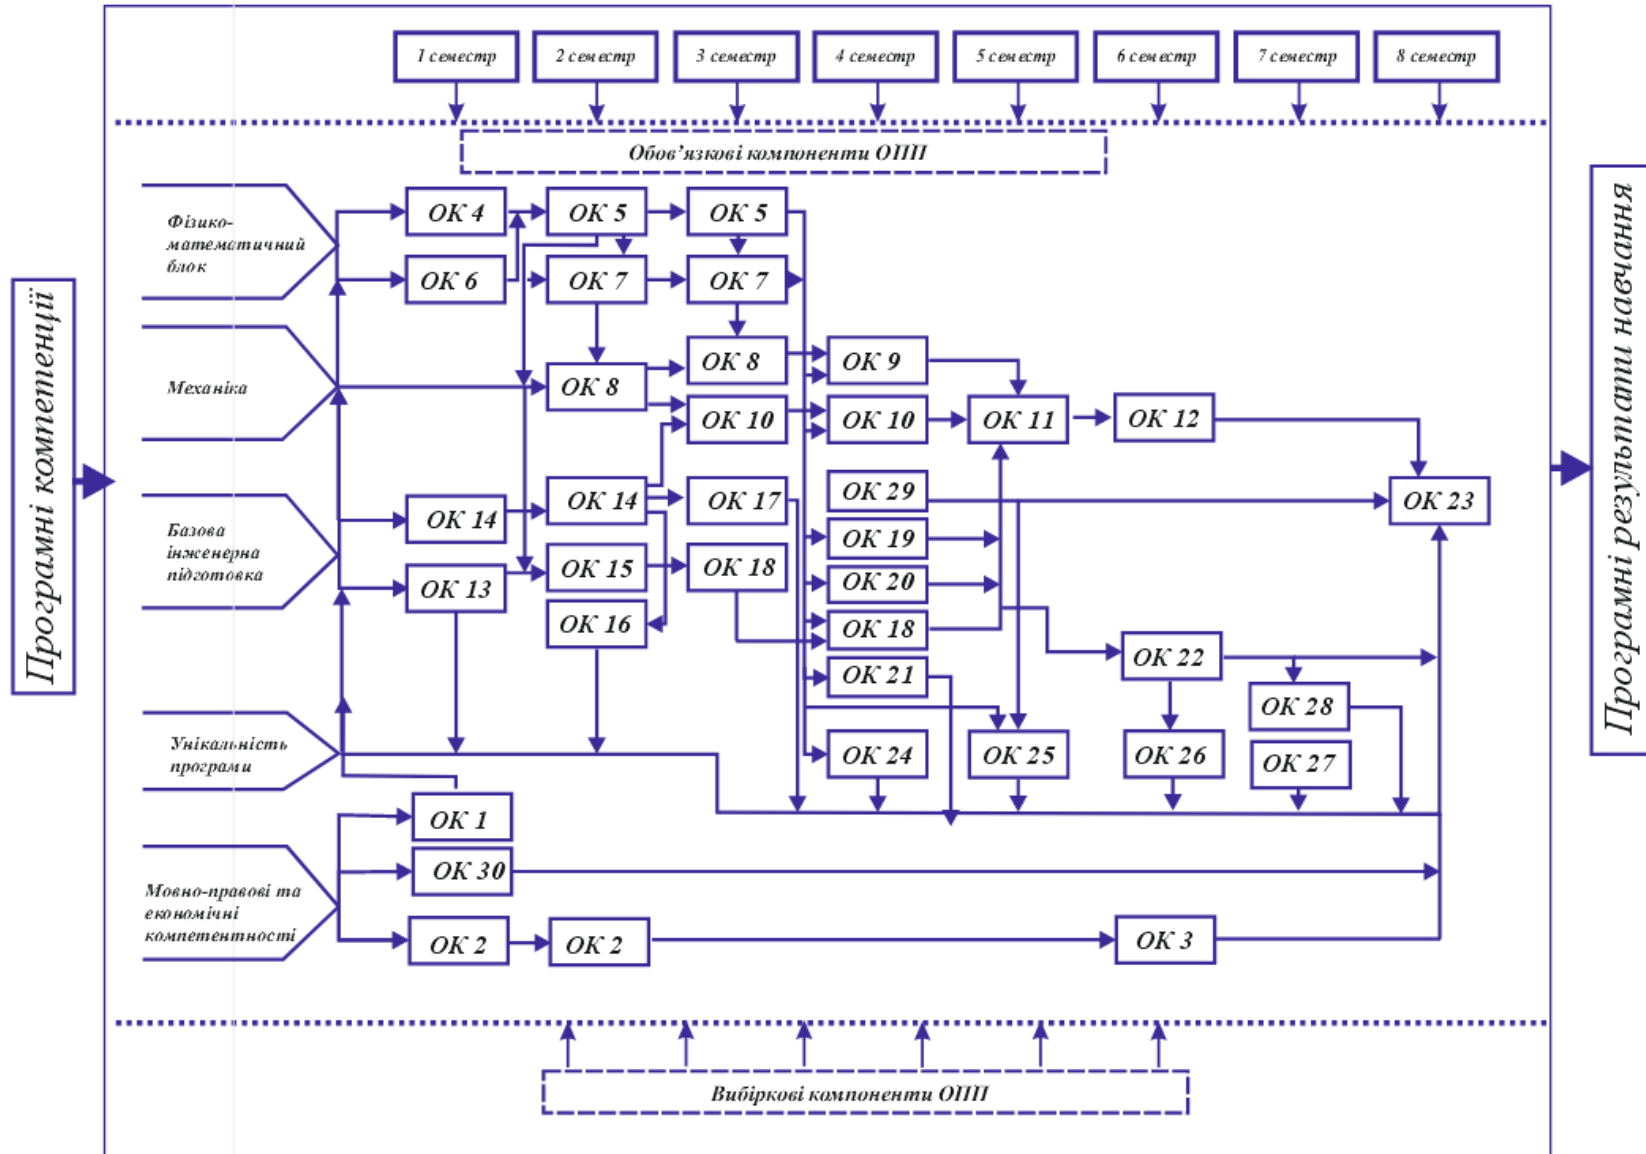 1 семестр
2 семестр
3 семестр
4 семестр
5 семестр
6 семестр
7 семестр
8 семестр
Обов’язкові компоненти ОПП
Програмні компетенції
Програмні результати навчання
Фізико-
математичний
блок
ОК 4
ОК 5
ОК 5
ОК 6
ОК 7
ОК 7
Механіка
ОК 8
ОК 8
ОК 9
ОК 10
ОК 10
ОК 11
ОК 12
Базова
інженерна
підготовка
ОК 14
ОК 14
ОК 17
ОК 29
ОК 23
ОК 19
ОК 13
ОК 15
ОК 18
ОК 20
ОК 16
ОК 18
ОК 22
ОК 21
ОК 28
Унікальність
програми
ОК 24
ОК 25
ОК 26
ОК 27
Мовно-правові та
економічні
компетентності
ОК 1
ОК 30
ОК 2
ОК 2
ОК 3
Вибіркові компоненти ОПП